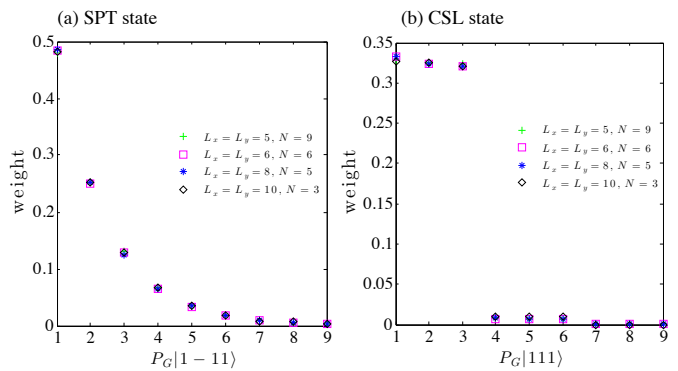 (a) SPT state
0.5
0.4
0.3
0.2
0.1
0
weight
L_x = L_y = 5, N = 9
L_x = L_y = 6, N = 6
L_x = L_y = 8, N = 5
L_x = L_y = 10, N = 3
1 2 3 4 5 6 7 8 9
P_G|1 − 11⟩
(b) CSL state
0.35
0.3
0.25
0.2
0.15
0.1
0.05
0
weight
L_x = L_y = 5, N = 9
L_x = L_y = 6, N = 6
L_x = L_y = 8, N = 5
L_x = L_y = 10, N = 3
1 2 3 4 5 6 7 8 9
P_G|111⟩